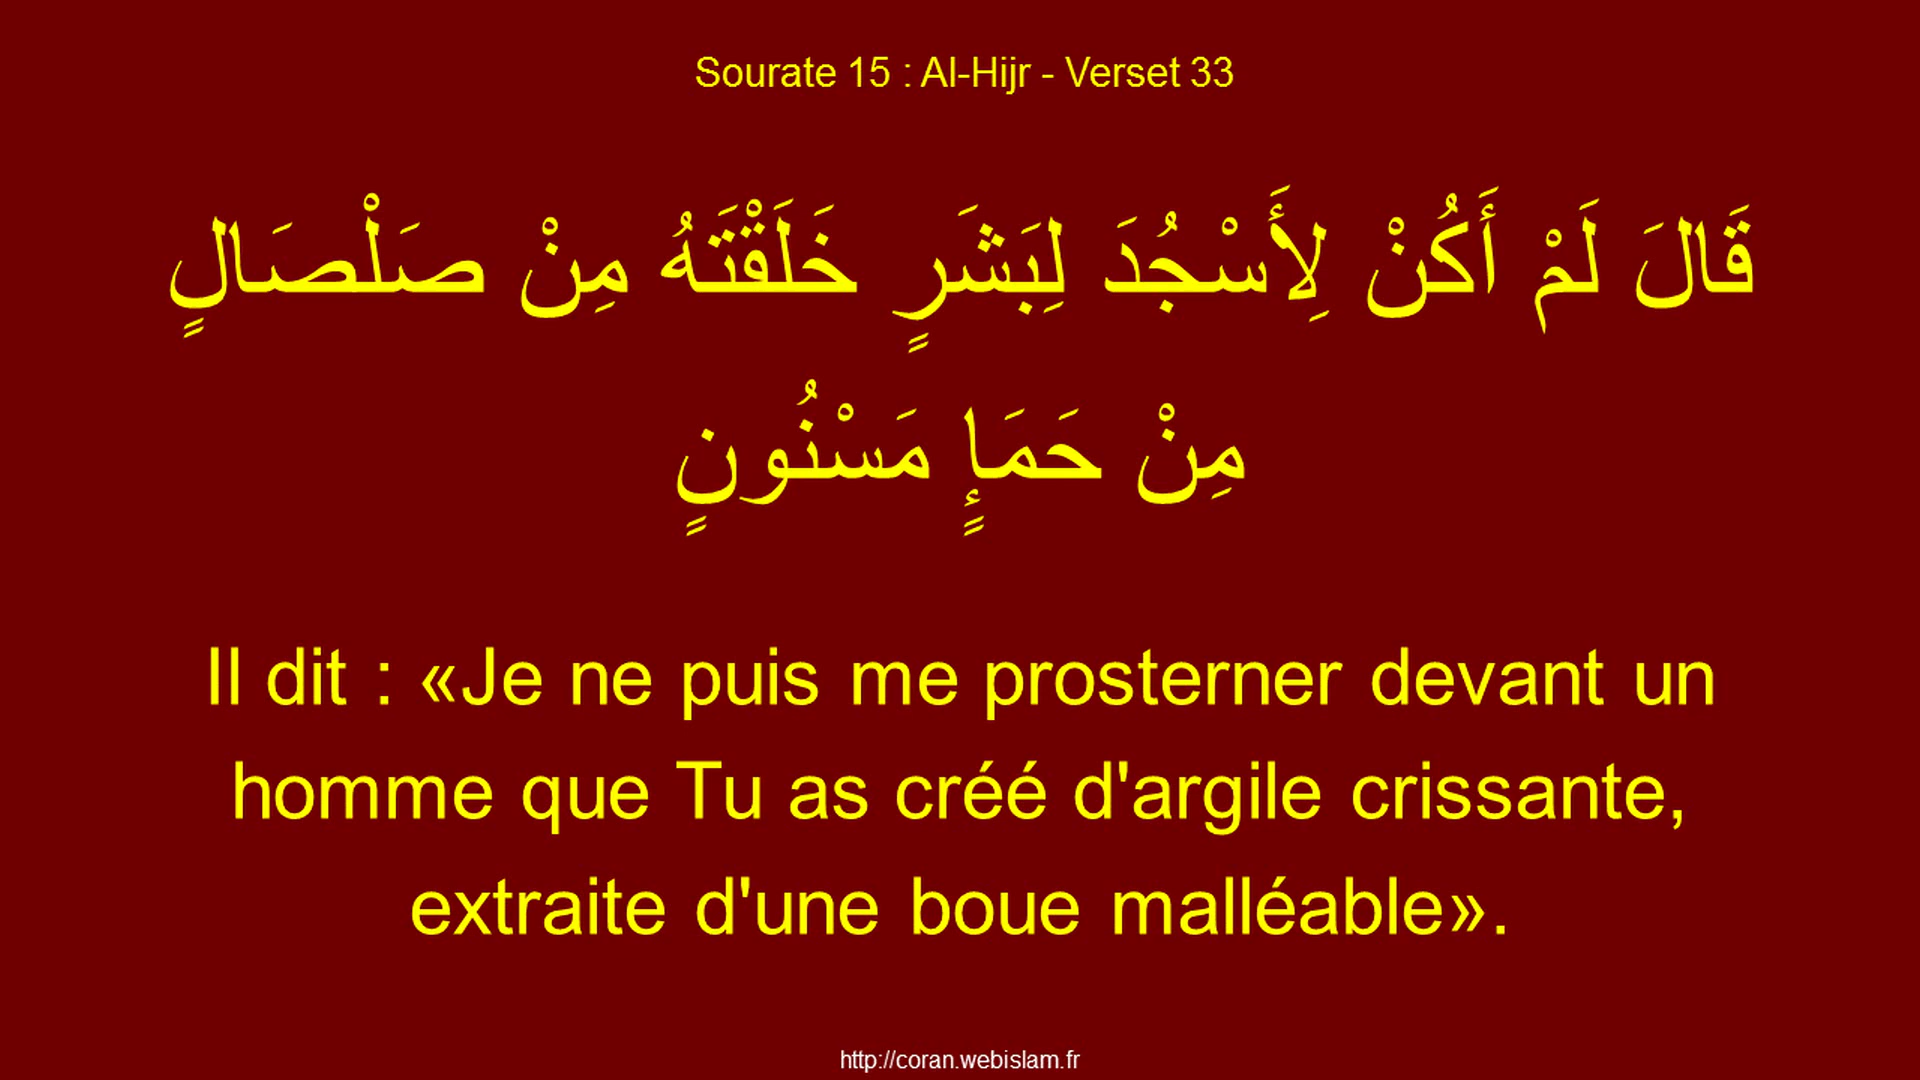 Sourate 15 : Al-Hijr - Verset 33
قَالَ لَمْ أَكُنْ لِأَسْجُدَ لِبَشَرٍ خَلَقْتَهُ مِنْ صَلْصَالٍ
مِنْ حَمَإٍ مَسْنُونٍ
Il dit : «Je ne puis me prosterner devant un
homme que Tu as créé d'argile crissante,
extraite d'une boue malléable».
http://coran.webislam.fr